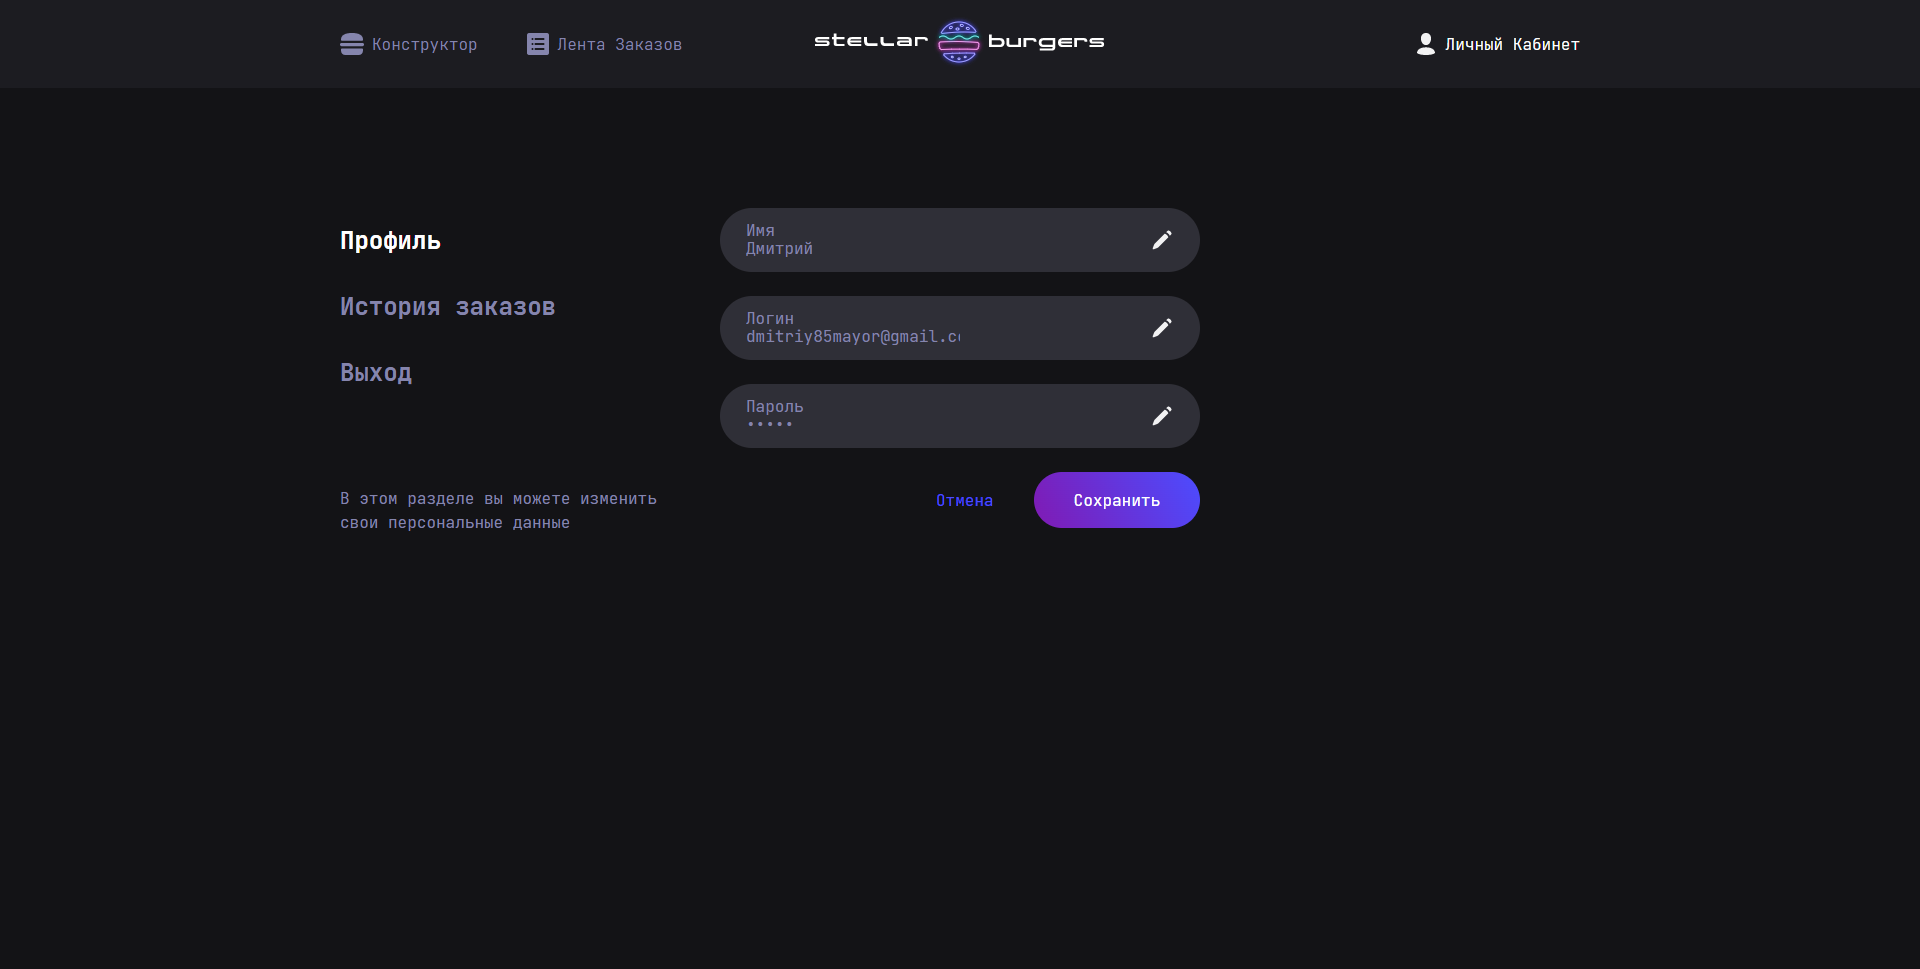 Конструктор
Лента Заказов
stellar burgers
Личный Кабинет
Профиль
История заказов
Выход
В этом разделе вы можете изменить
свои персональные данные
Имя
Дмитрий
Логин
dmitriy85mayor@gmail.co
Пароль
•••••
Отмена
Сохранить